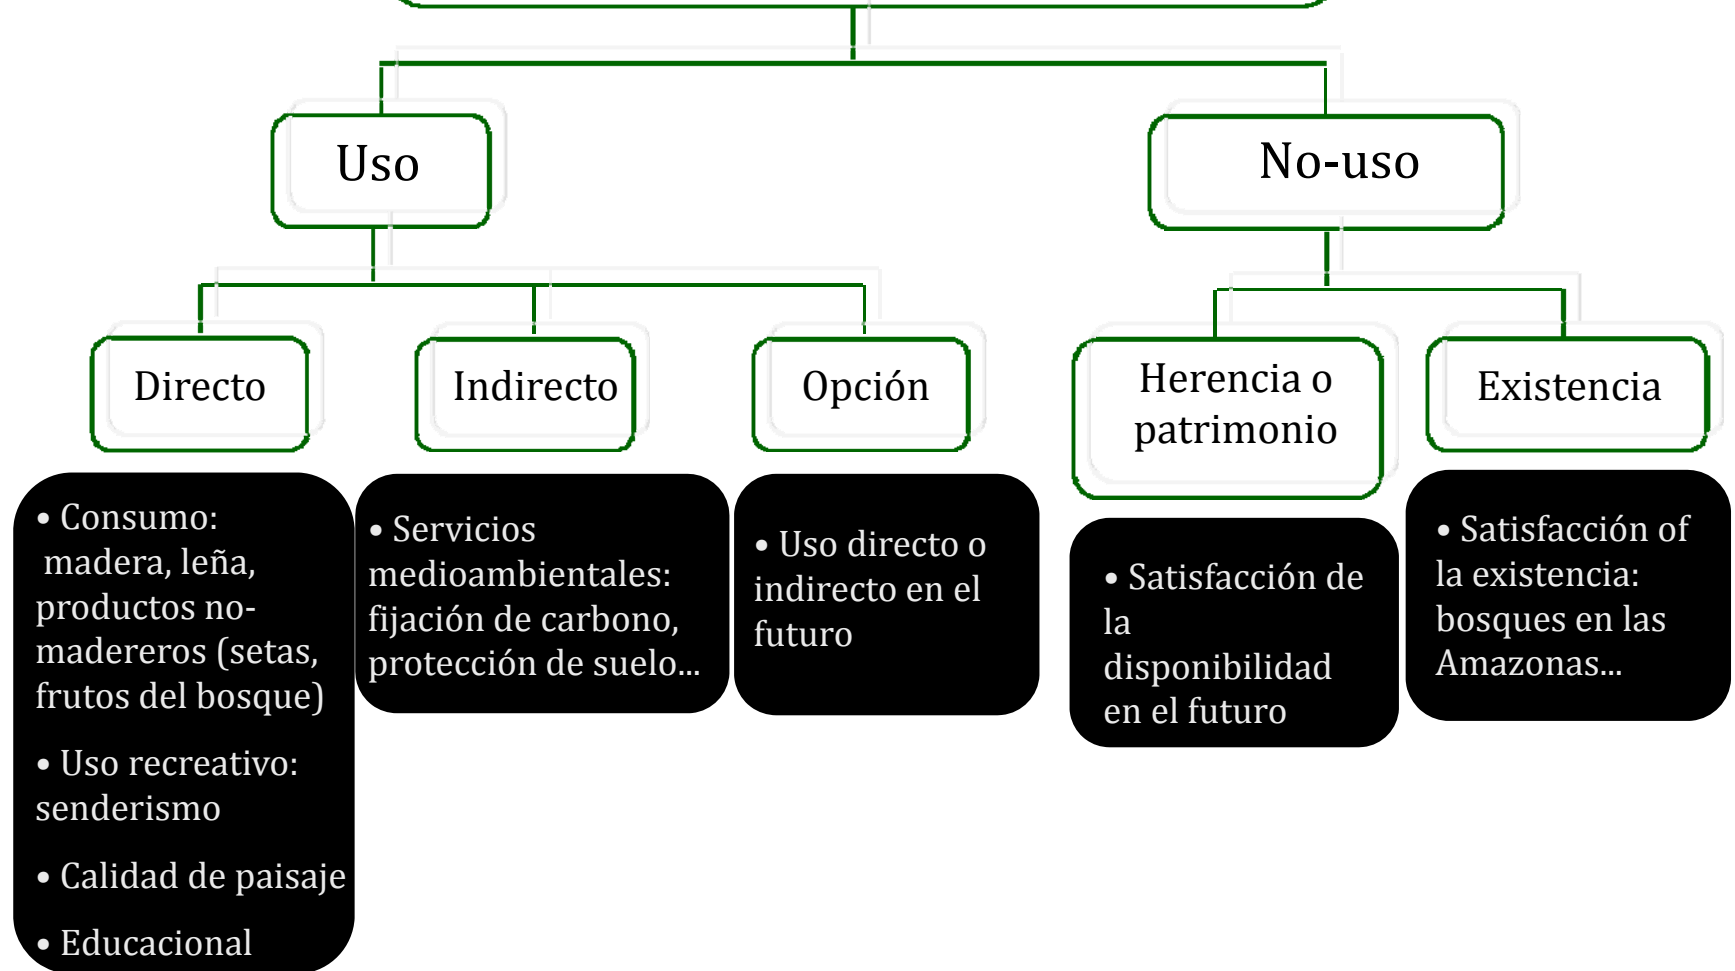 Uso
No-uso
Directo
Indirecto
Opción
Herencia o
patrimonio
Existencia
• Consumo:
madera, leña,
productos no-
madereros (setas,
frutos del bosque)
• Uso recreativo:
senderismo
• Calidad de paisaje
• Educacional
• Servicios
medioambientales:
fijación de carbono,
protección de suelo...
• Uso directo o
indirecto en el
futuro
• Satisfacción de
la
disponibilidad
en el futuro
• Satisfacción of
la existencia:
bosques en las
Amazonas...